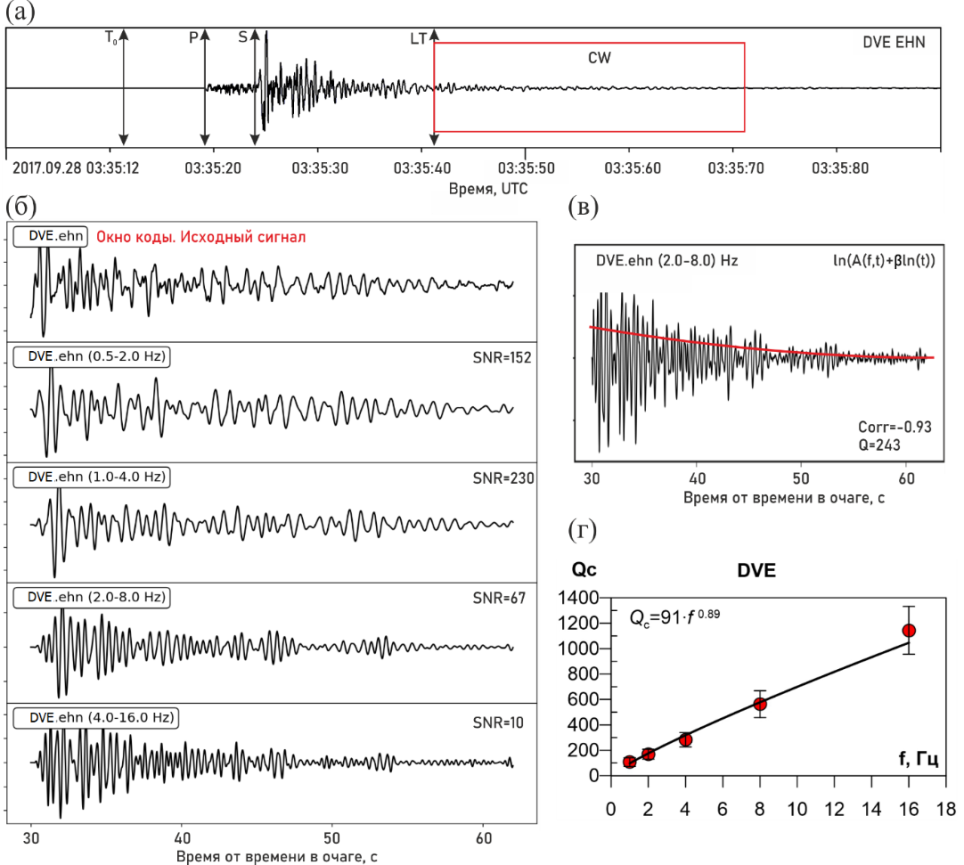 (а)
T₀ P S LT CW DVE EHN
2017.09.28 03:35:12 03:35:20 03:35:30 03:35:40 03:35:50 03:35:60 03:35:70 03:35:80
Время, UTC
(б)
DVE.ehn Окно коды. Исходный сигнал
DVE.ehn (0.5-2.0 Hz) SNR=152
DVE.ehn (1.0-4.0 Hz) SNR=230
DVE.ehn (2.0-8.0 Hz) SNR=67
DVE.ehn (4.0-16.0 Hz) SNR=10
30 40 50 60
Время от времени в очаге, с
(в)
DVE.ehn (2.0-8.0) Hz ln(A(f,t)+βln(t))
Corr=-0.93
Q=243
30 40 50 60
Время от времени в очаге, с
(г)
Qc DVE
Qc=91·f 0.89
1400
1200
1000
800
600
400
200
0
f, Гц
0 2 4 6 8 10 12 14 16 18